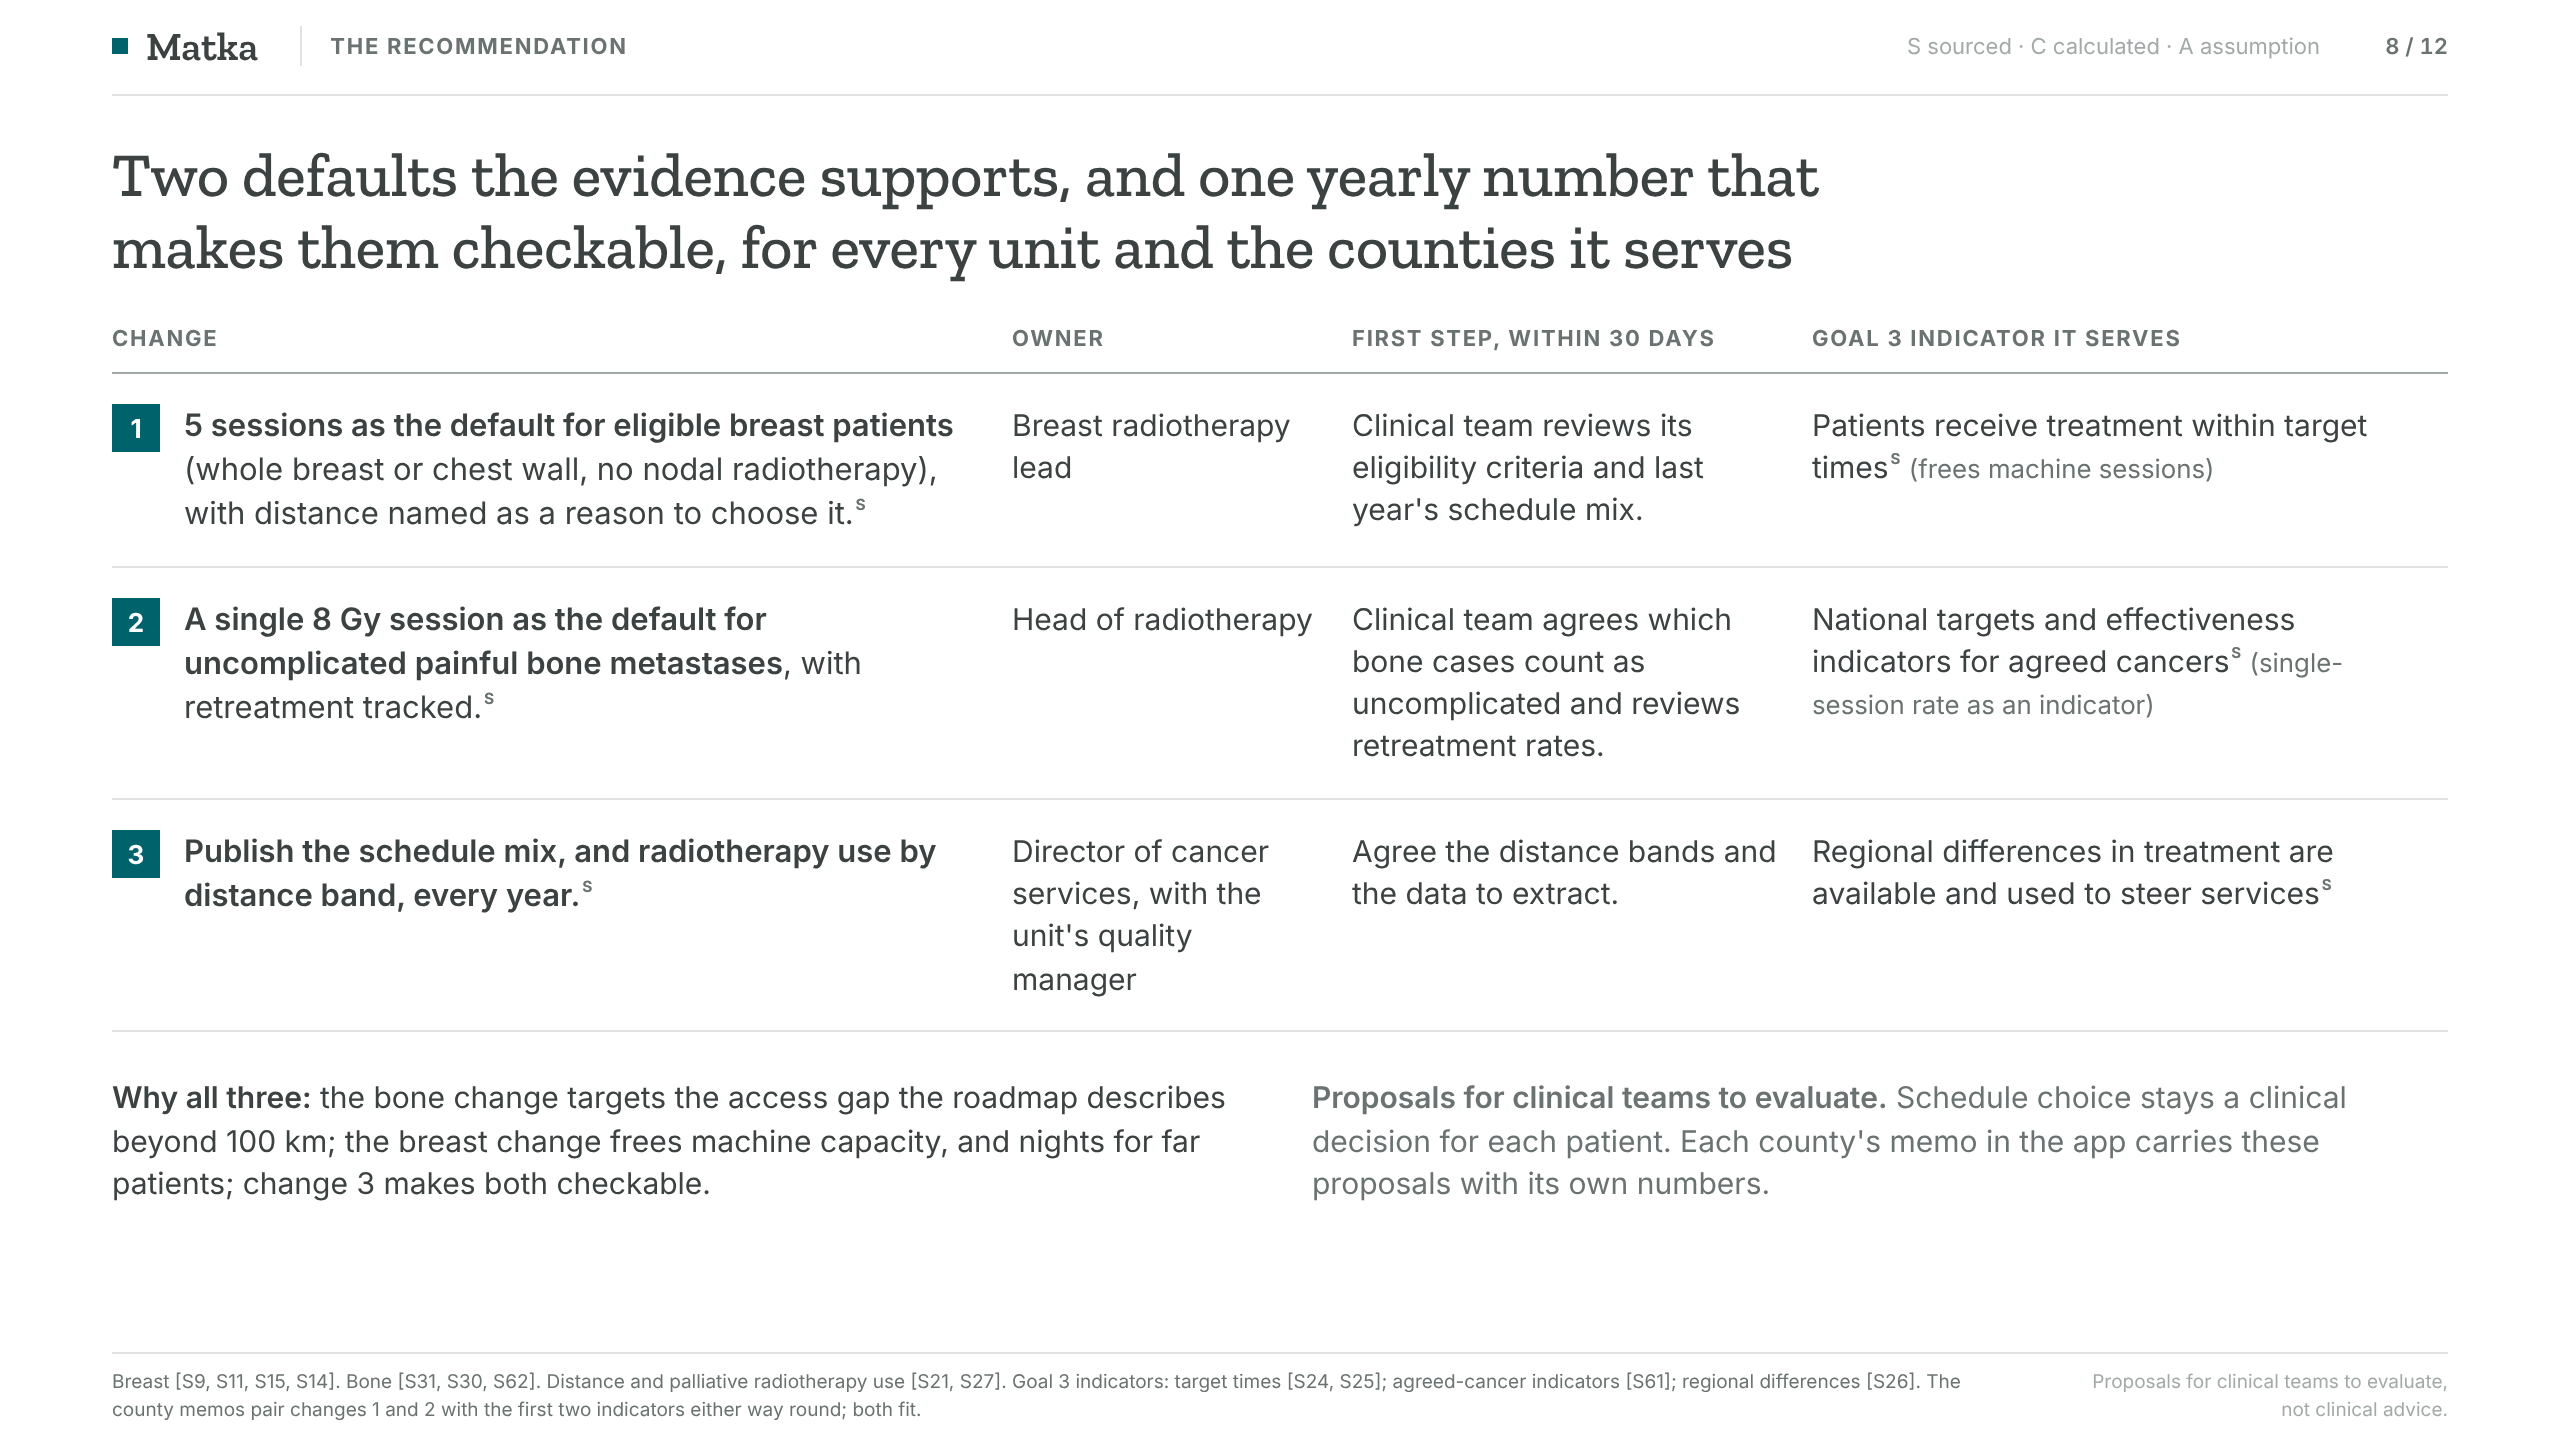 Matka
THE RECOMMENDATION
S sourced · C calculated · A assumption
8 / 12
Two defaults the evidence supports, and one yearly number that
makes them checkable, for every unit and the counties it serves
CHANGE
OWNER
FIRST STEP, WITHIN 30 DAYS
GOAL 3 INDICATOR IT SERVES
1
5 sessions as the default for eligible breast patients
(whole breast or chest wall, no nodal radiotherapy),
with distance named as a reason to choose it.S
Breast radiotherapy
lead
Clinical team reviews its
eligibility criteria and last
year's schedule mix.
Patients receive treatment within target
timesS (frees machine sessions)
2
A single 8 Gy session as the default for
uncomplicated painful bone metastases, with
retreatment tracked.S
Head of radiotherapy
Clinical team agrees which
bone cases count as
uncomplicated and reviews
retreatment rates.
National targets and effectiveness
indicators for agreed cancersS (single-
session rate as an indicator)
3
Publish the schedule mix, and radiotherapy use by
distance band, every year.S
Director of cancer
services, with the
unit's quality
manager
Agree the distance bands and
the data to extract.
Regional differences in treatment are
available and used to steer servicesS
Why all three: the bone change targets the access gap the roadmap describes
beyond 100 km; the breast change frees machine capacity, and nights for far
patients; change 3 makes both checkable.
Proposals for clinical teams to evaluate. Schedule choice stays a clinical
decision for each patient. Each county's memo in the app carries these
proposals with its own numbers.
Breast [S9, S11, S15, S14]. Bone [S31, S30, S62]. Distance and palliative radiotherapy use [S21, S27]. Goal 3 indicators: target times [S24, S25]; agreed-cancer indicators [S61]; regional differences [S26]. The
county memos pair changes 1 and 2 with the first two indicators either way round; both fit.
Proposals for clinical teams to evaluate,
not clinical advice.